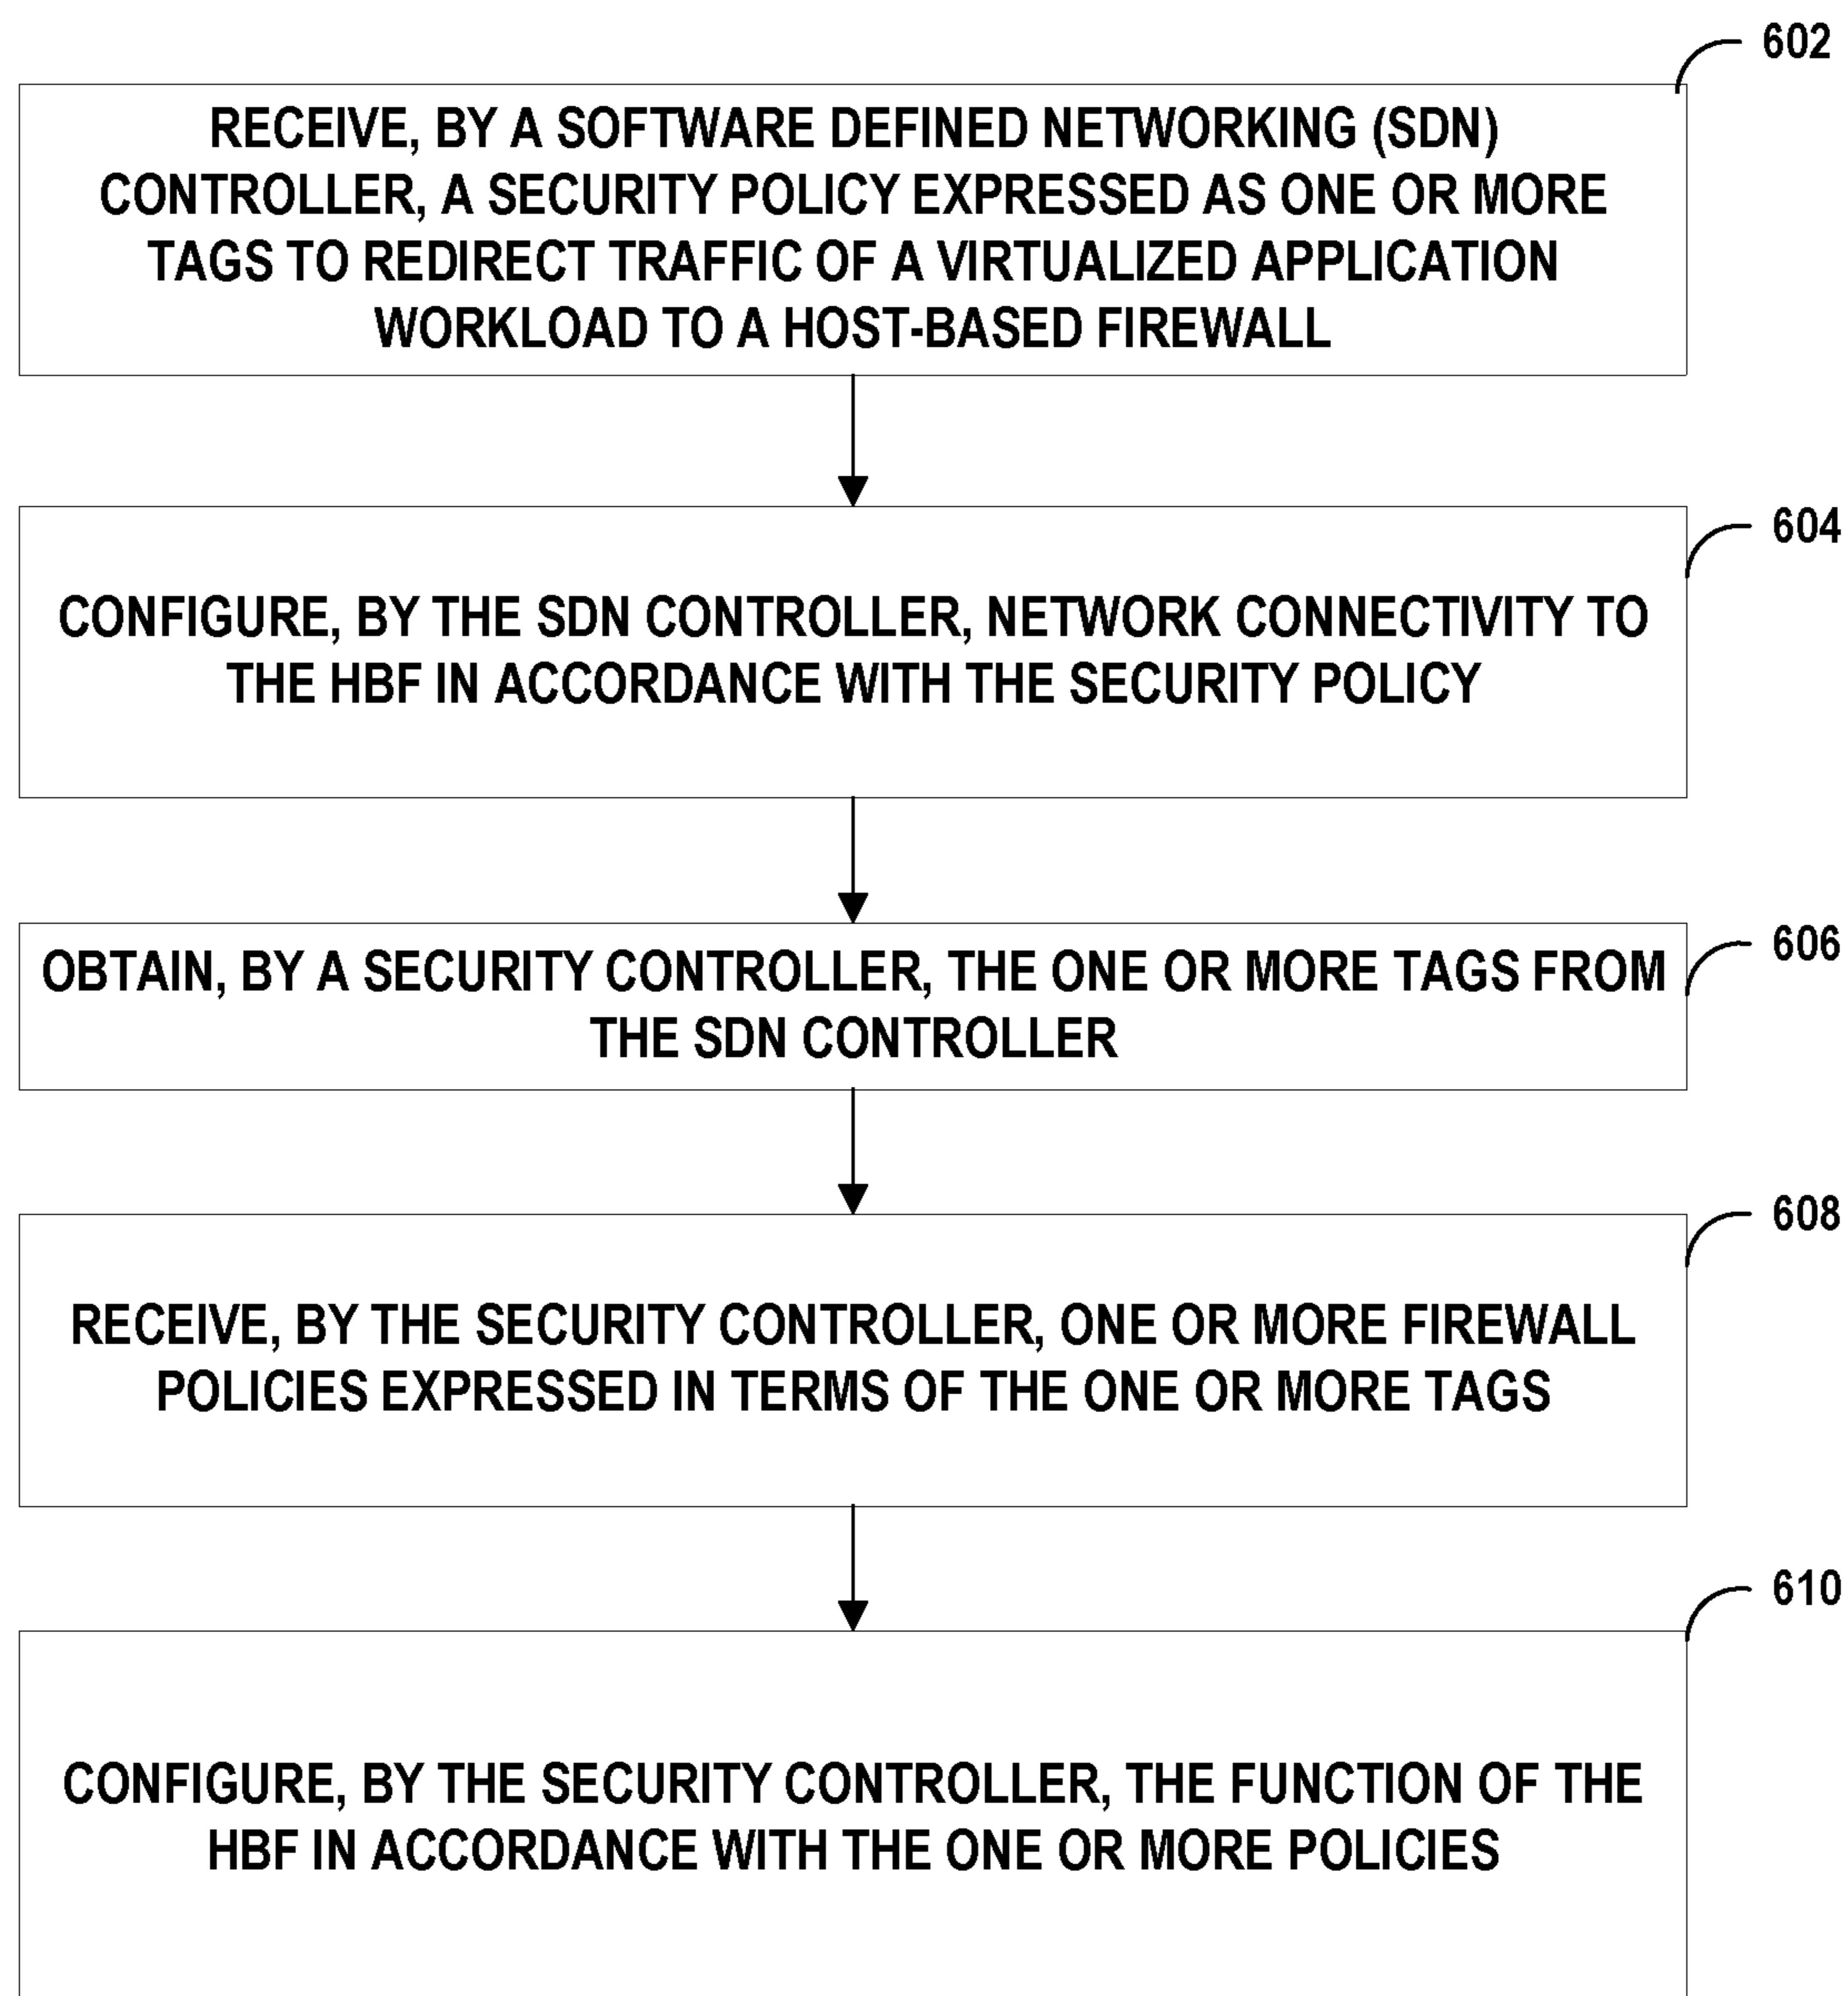 602
RECEIVE, BY A SOFTWARE DEFINED NETWORKING (SDN)
CONTROLLER, A SECURITY POLICY EXPRESSED AS ONE OR MORE
TAGS TO REDIRECT TRAFFIC OF A VIRTUALIZED APPLICATION
WORKLOAD TO A HOST-BASED FIREWALL
604
CONFIGURE, BY THE SDN CONTROLLER, NETWORK CONNECTIVITY TO
THE HBF IN ACCORDANCE WITH THE SECURITY POLICY
606
OBTAIN, BY A SECURITY CONTROLLER, THE ONE OR MORE TAGS FROM
THE SDN CONTROLLER
608
RECEIVE, BY THE SECURITY CONTROLLER, ONE OR MORE FIREWALL
POLICIES EXPRESSED IN TERMS OF THE ONE OR MORE TAGS
610
CONFIGURE, BY THE SECURITY CONTROLLER, THE FUNCTION OF THE
HBF IN ACCORDANCE WITH THE ONE OR MORE POLICIES